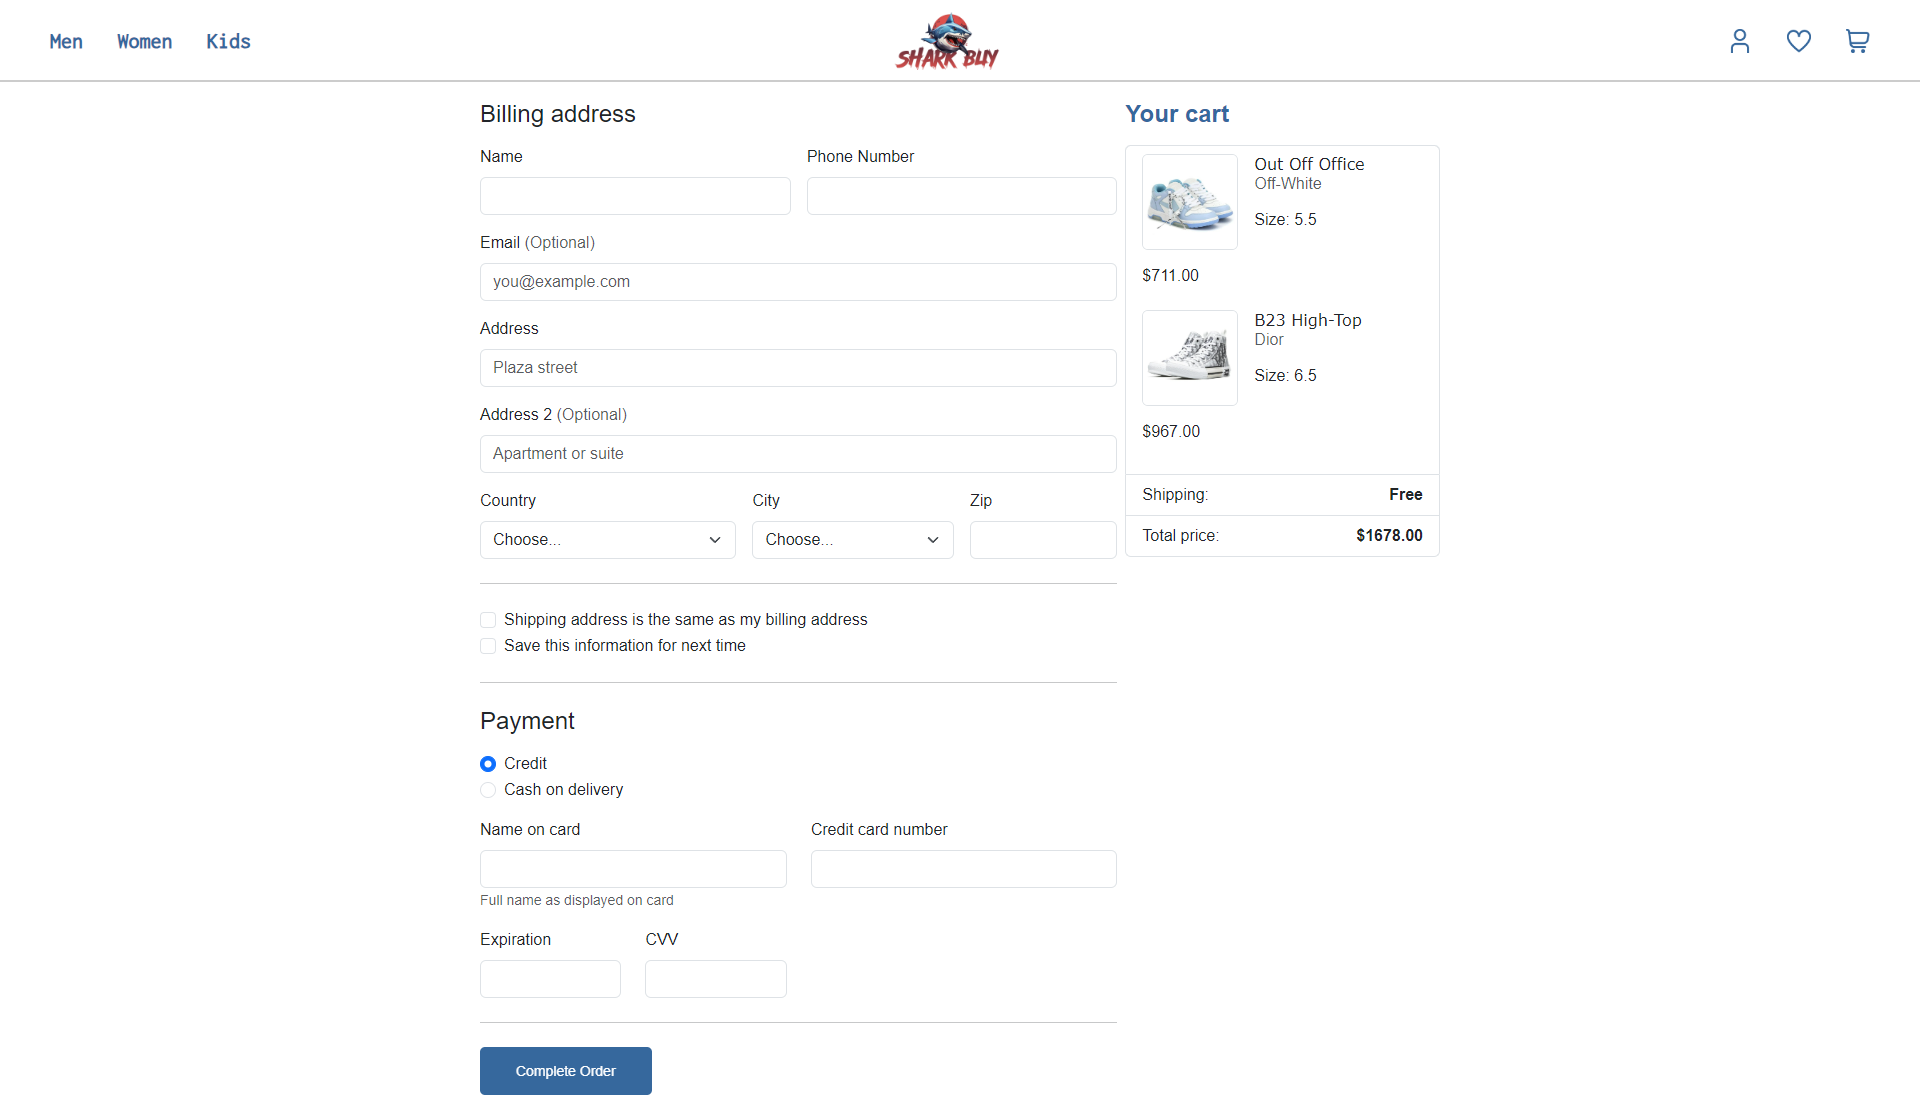 Men Women Kids
SHARK BUY
Billing address
Name Phone Number
Email (Optional)
you@example.com
Address
Plaza street
Address 2 (Optional)
Apartment or suite
Country City Zip
Choose... Choose...
Shipping address is the same as my billing address
Save this information for next time
Payment
Credit
Cash on delivery
Name on card Credit card number
Full name as displayed on card
Expiration CVV
Complete Order
Your cart
Out Off Office
Off-White
Size: 5.5
$711.00
B23 High-Top
Dior
Size: 6.5
$967.00
Shipping: Free
Total price: $1678.00